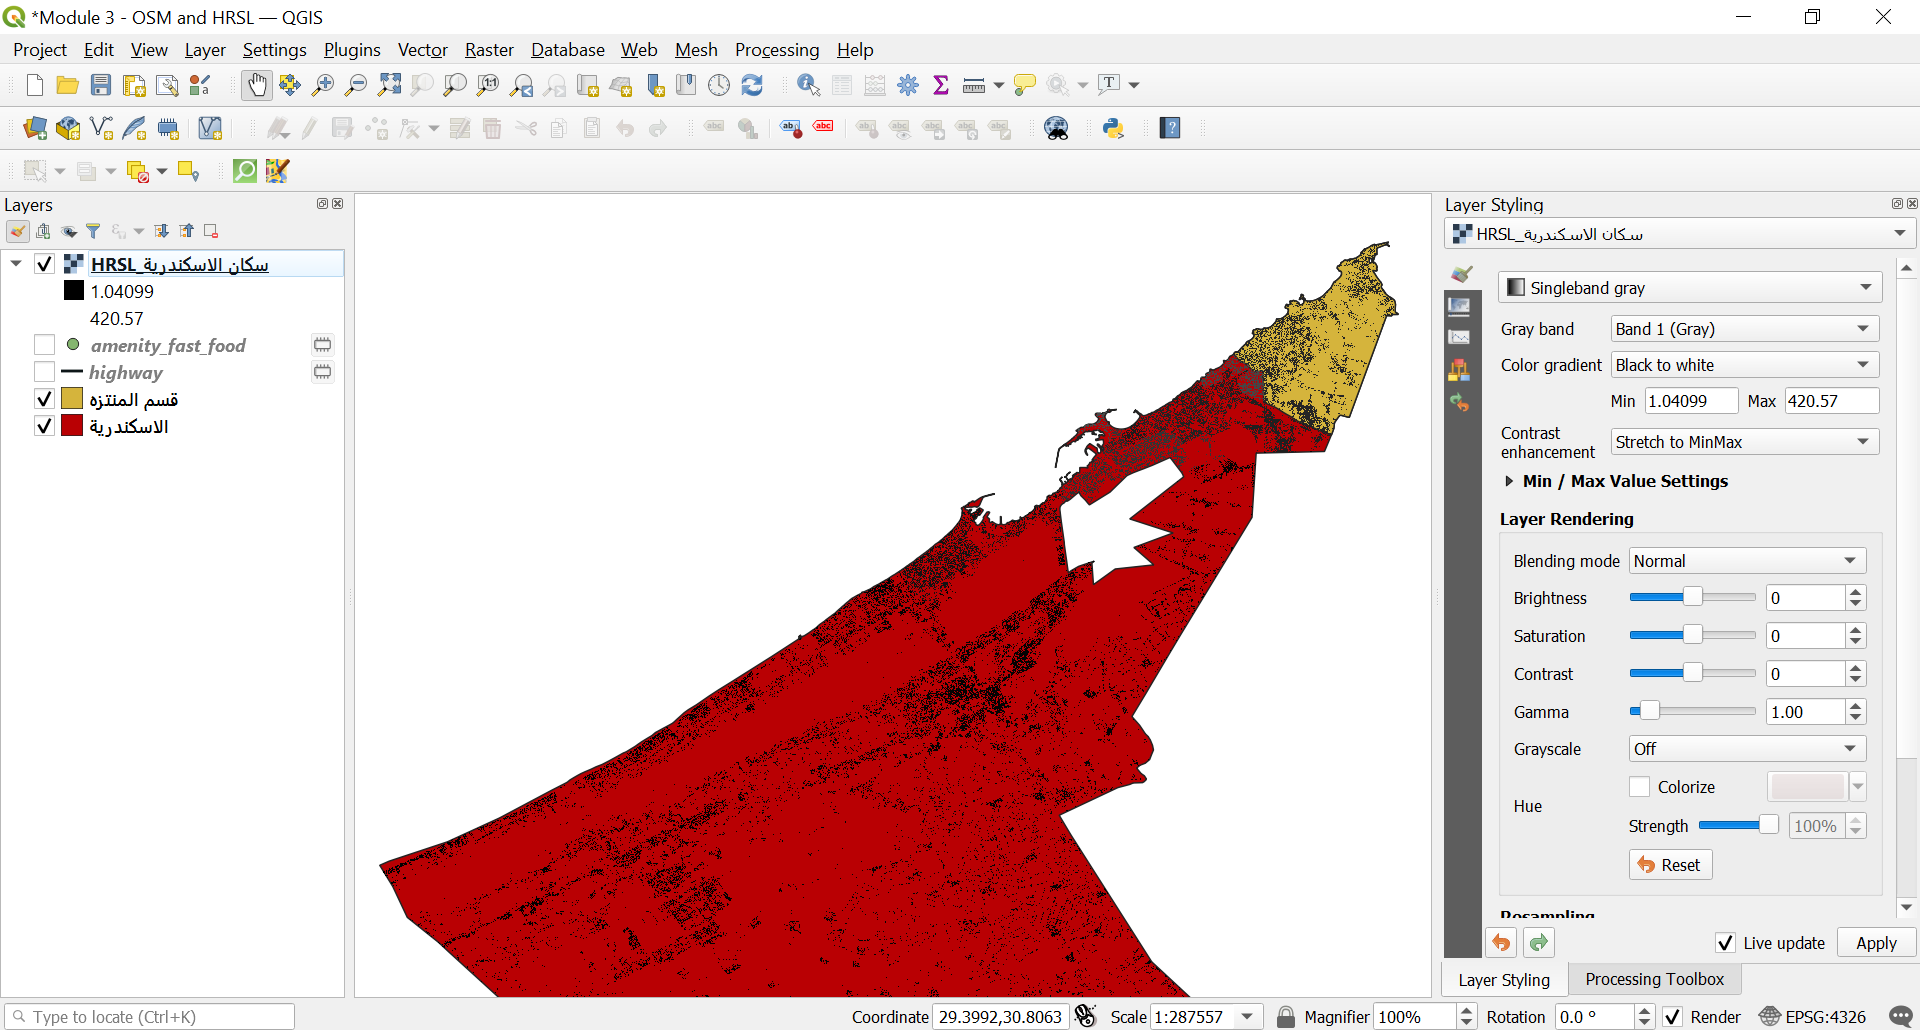 *Module 3 - OSM and HRSL — QGIS
Project Edit View Layer Settings Plugins Vector Raster Database Web Mesh Processing Help
Layers
HRSL_سكان الاسكندرية
1.04099
420.57
amenity_fast_food
highway
قسم المنتزه
الاسكندرية
Layer Styling
HRSL_سكان الاسكندرية
Singleband gray
Gray band Band 1 (Gray)
Color gradient Black to white
Min 1.04099 Max 420.57
Contrast enhancement Stretch to MinMax
Min / Max Value Settings
Layer Rendering
Blending mode Normal
Brightness 0
Saturation 0
Contrast 0
Gamma 1.00
Grayscale Off
Hue Colorize
Strength 100%
Reset
Resampling
Live update Apply
Layer Styling Processing Toolbox
Type to locate (Ctrl+K) Coordinate 29.3992,30.8063 Scale 1:287557 Magnifier 100% Rotation 0.0 ° Render EPSG:4326